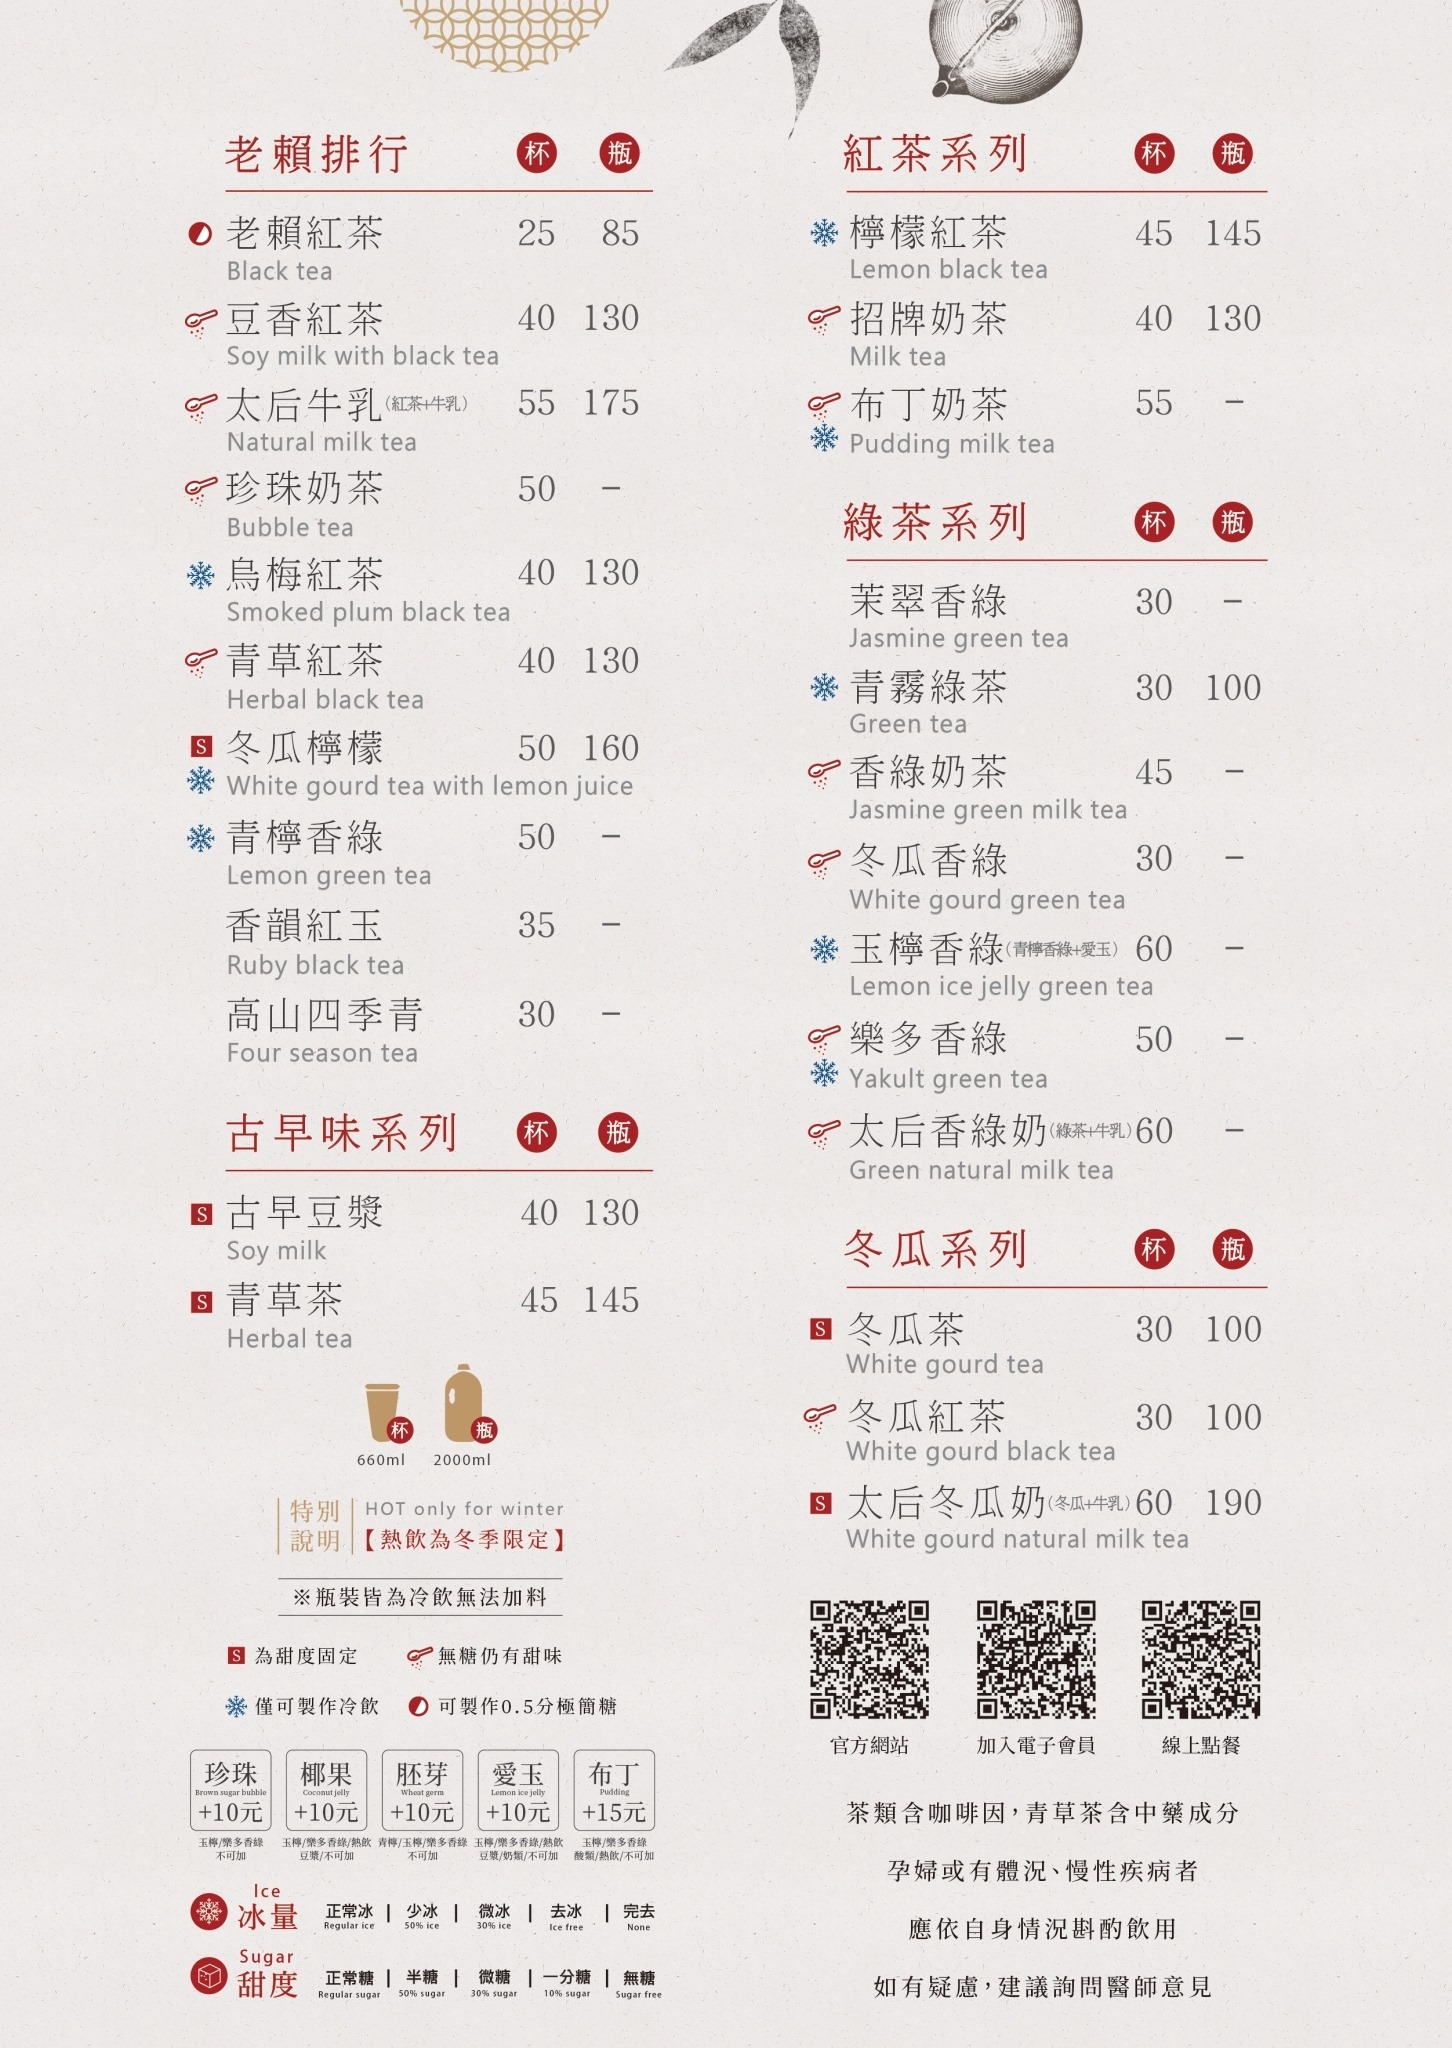 老賴排行 杯 瓶
老賴紅茶 25 85
Black tea
豆香紅茶 40 130
Soy milk with black tea
太后牛乳(紅茶+牛乳) 55 175
Natural milk tea
珍珠奶茶 50 –
Bubble tea
烏梅紅茶 40 130
Smoked plum black tea
青草紅茶 40 130
Herbal black tea
S 冬瓜檸檬 50 160
White gourd tea with lemon juice
青檸香綠 50 –
Lemon green tea
香韻紅玉 35 –
Ruby black tea
高山四季青 30 –
Four season tea
古早味系列 杯 瓶
S 古早豆漿 40 130
Soy milk
S 青草茶 45 145
Herbal tea
杯 瓶
660ml 2000ml
特別說明
HOT only for winter
【熱飲為冬季限定】
※瓶裝皆為冷飲無法加料
S 為甜度固定 無糖仍有甜味
僅可製作冷飲 可製作0.5分極簡糖
珍珠 椰果 胚芽 愛玉 布丁
Brown sugar bubble Coconut jelly Wheat germ Lemon ice jelly Pudding
+10元 +10元 +10元 +10元 +15元
玉檸/樂多香綠 玉檸/樂多香綠/熱飲 青檸/玉檸/樂多香綠 玉檸/樂多香綠/熱飲 玉檸/樂多香綠
不可加 豆漿/不可加 不可加 豆漿/奶類/不可加 酸類/熱飲/不可加
Ice
冰量 正常冰 | 少冰 | 微冰 | 去冰 | 完去
Regular ice 50% ice 30% ice Ice free None
Sugar
甜度 正常糖 | 半糖 | 微糖 | 一分糖 | 無糖
Regular sugar 50% sugar 30% sugar 10% sugar Sugar free
紅茶系列 杯 瓶
檸檬紅茶 45 145
Lemon black tea
招牌奶茶 40 130
Milk tea
布丁奶茶 55 –
Pudding milk tea
綠茶系列 杯 瓶
茉翠香綠 30 –
Jasmine green tea
青霧綠茶 30 100
Green tea
香綠奶茶 45 –
Jasmine green milk tea
冬瓜香綠 30 –
White gourd green tea
玉檸香綠(青檸香綠+愛玉) 60 –
Lemon ice jelly green tea
樂多香綠 50 –
Yakult green tea
太后香綠奶(綠茶+牛乳) 60 –
Green natural milk tea
冬瓜系列 杯 瓶
S 冬瓜茶 30 100
White gourd tea
冬瓜紅茶 30 100
White gourd black tea
S 太后冬瓜奶(冬瓜+牛乳) 60 190
White gourd natural milk tea
官方網站 加入電子會員 線上點餐
茶類含咖啡因，青草茶含中藥成分
孕婦或有體況、慢性疾病者
應依自身情況斟酌飲用
如有疑慮，建議詢問醫師意見